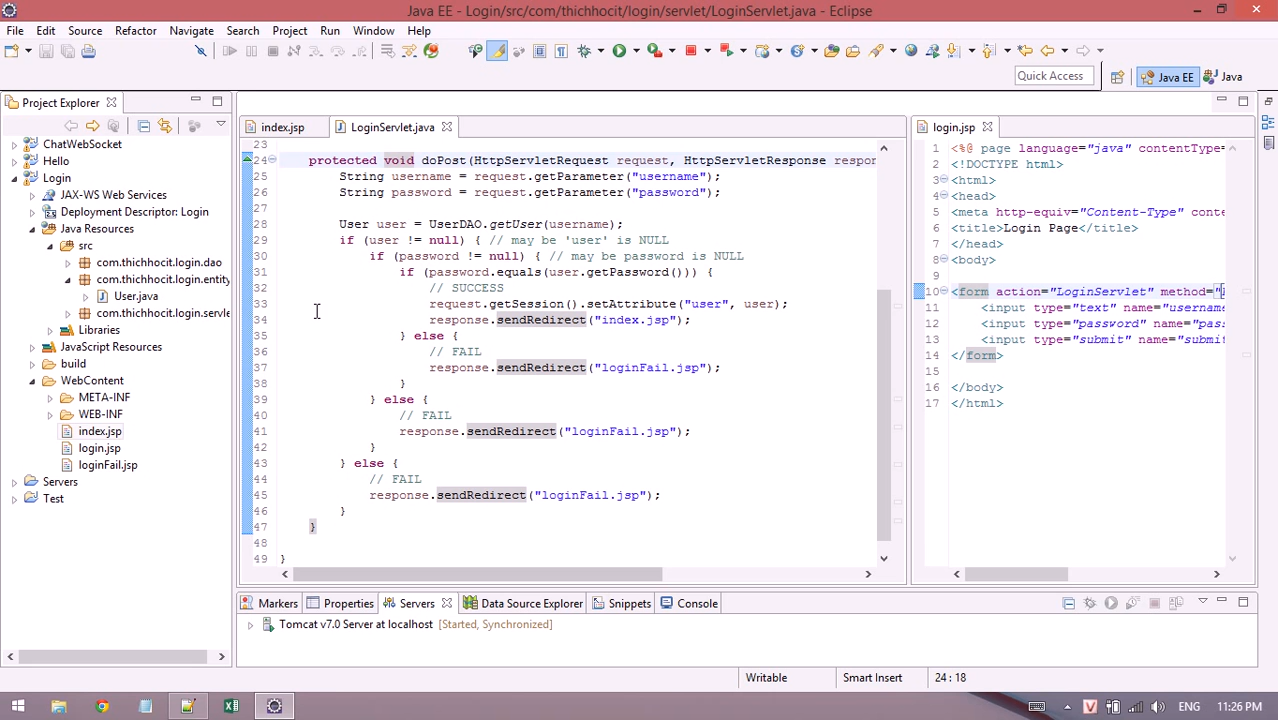 Java EE - Login/src/com/thichhocit/login/servlet/LoginServlet.java - Eclipse
File Edit Source Refactor Navigate Search Project Run Window Help
Quick Access
Java EE
Java
Project Explorer
ChatWebSocket
Hello
Login
JAX-WS Web Services
Deployment Descriptor: Login
Java Resources
src
com.thichhocit.login.dao
com.thichhocit.login.entity
User.java
com.thichhocit.login.servle
Libraries
JavaScript Resources
build
WebContent
META-INF
WEB-INF
index.jsp
login.jsp
loginFail.jsp
Servers
Test
index.jsp
LoginServlet.java
23
24 protected void doPost(HttpServletRequest request, HttpServletResponse respon
25 String username = request.getParameter("username");
26 String password = request.getParameter("password");
27
28 User user = UserDAO.getUser(username);
29 if (user != null) { // may be 'user' is NULL
30 if (password != null) { // may be password is NULL
31 if (password.equals(user.getPassword())) {
32 // SUCCESS
33 request.getSession().setAttribute("user", user);
34 response.sendRedirect("index.jsp");
35 } else {
36 // FAIL
37 response.sendRedirect("loginFail.jsp");
38 }
39 } else {
40 // FAIL
41 response.sendRedirect("loginFail.jsp");
42 }
43 } else {
44 // FAIL
45 response.sendRedirect("loginFail.jsp");
46 }
47 }
48
49 }
login.jsp
1 <%@ page language="java" contentType
2 <!DOCTYPE html>
3 <html>
4 <head>
5 <meta http-equiv="Content-Type" conte
6 <title>Login Page</title>
7 </head>
8 <body>
9
10 <form action="LoginServlet" method="
11 <input type="text" name="username
12 <input type="password" name="pas
13 <input type="submit" name="submi
14 </form>
15
16 </body>
17 </html>
Markers
Properties
Servers
Data Source Explorer
Snippets
Console
Tomcat v7.0 Server at localhost [Started, Synchronized]
Writable
Smart Insert
24 : 18
V
ENG
11:26 PM